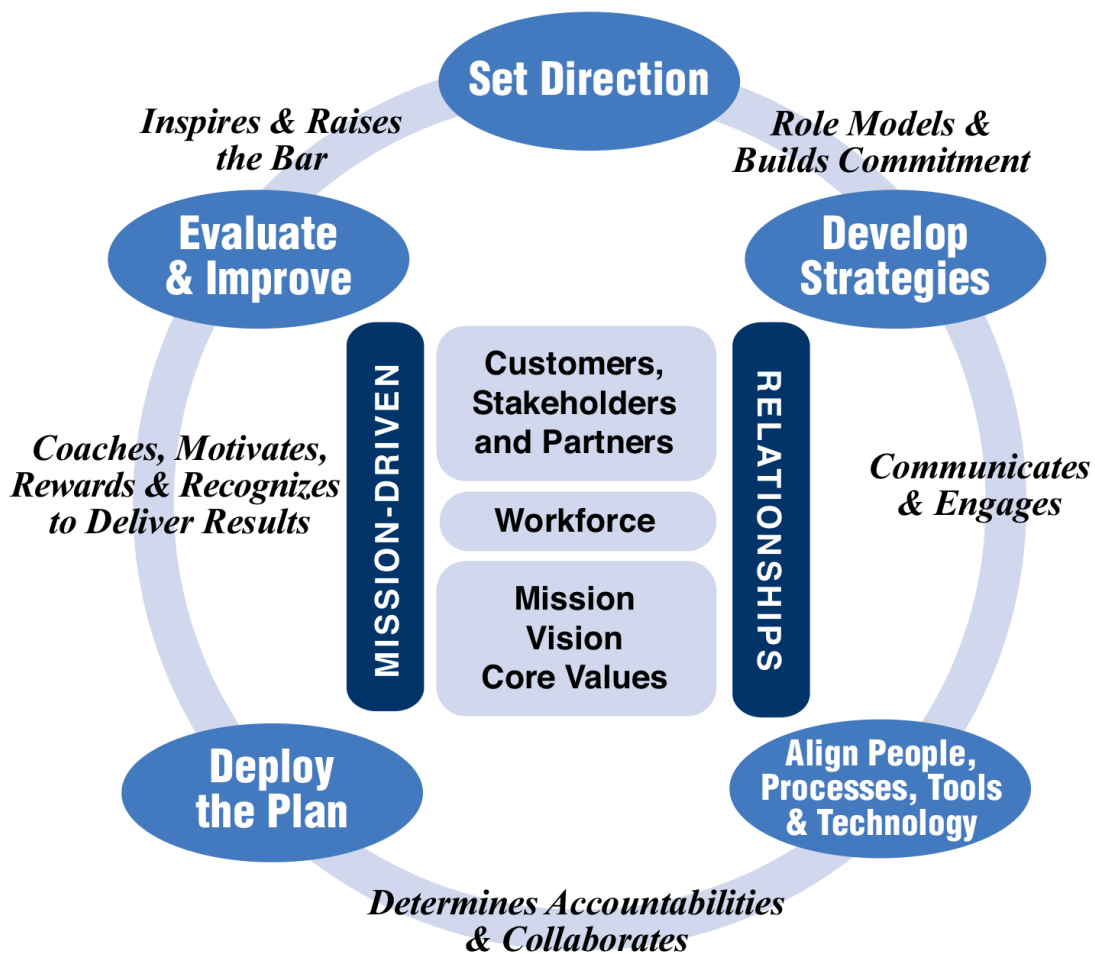 Set Direction
Inspires & Raises
the Bar
Role Models &
Builds Commitment
Evaluate
& Improve
Develop
Strategies
MISSION-DRIVEN
Customers,
Stakeholders
and Partners
Workforce
Mission
Vision
Core Values
RELATIONSHIPS
Coaches, Motivates,
Rewards & Recognizes
to Deliver Results
Communicates
& Engages
Deploy
the Plan
Align People,
Processes, Tools
& Technology
Determines Accountabilities
& Collaborates